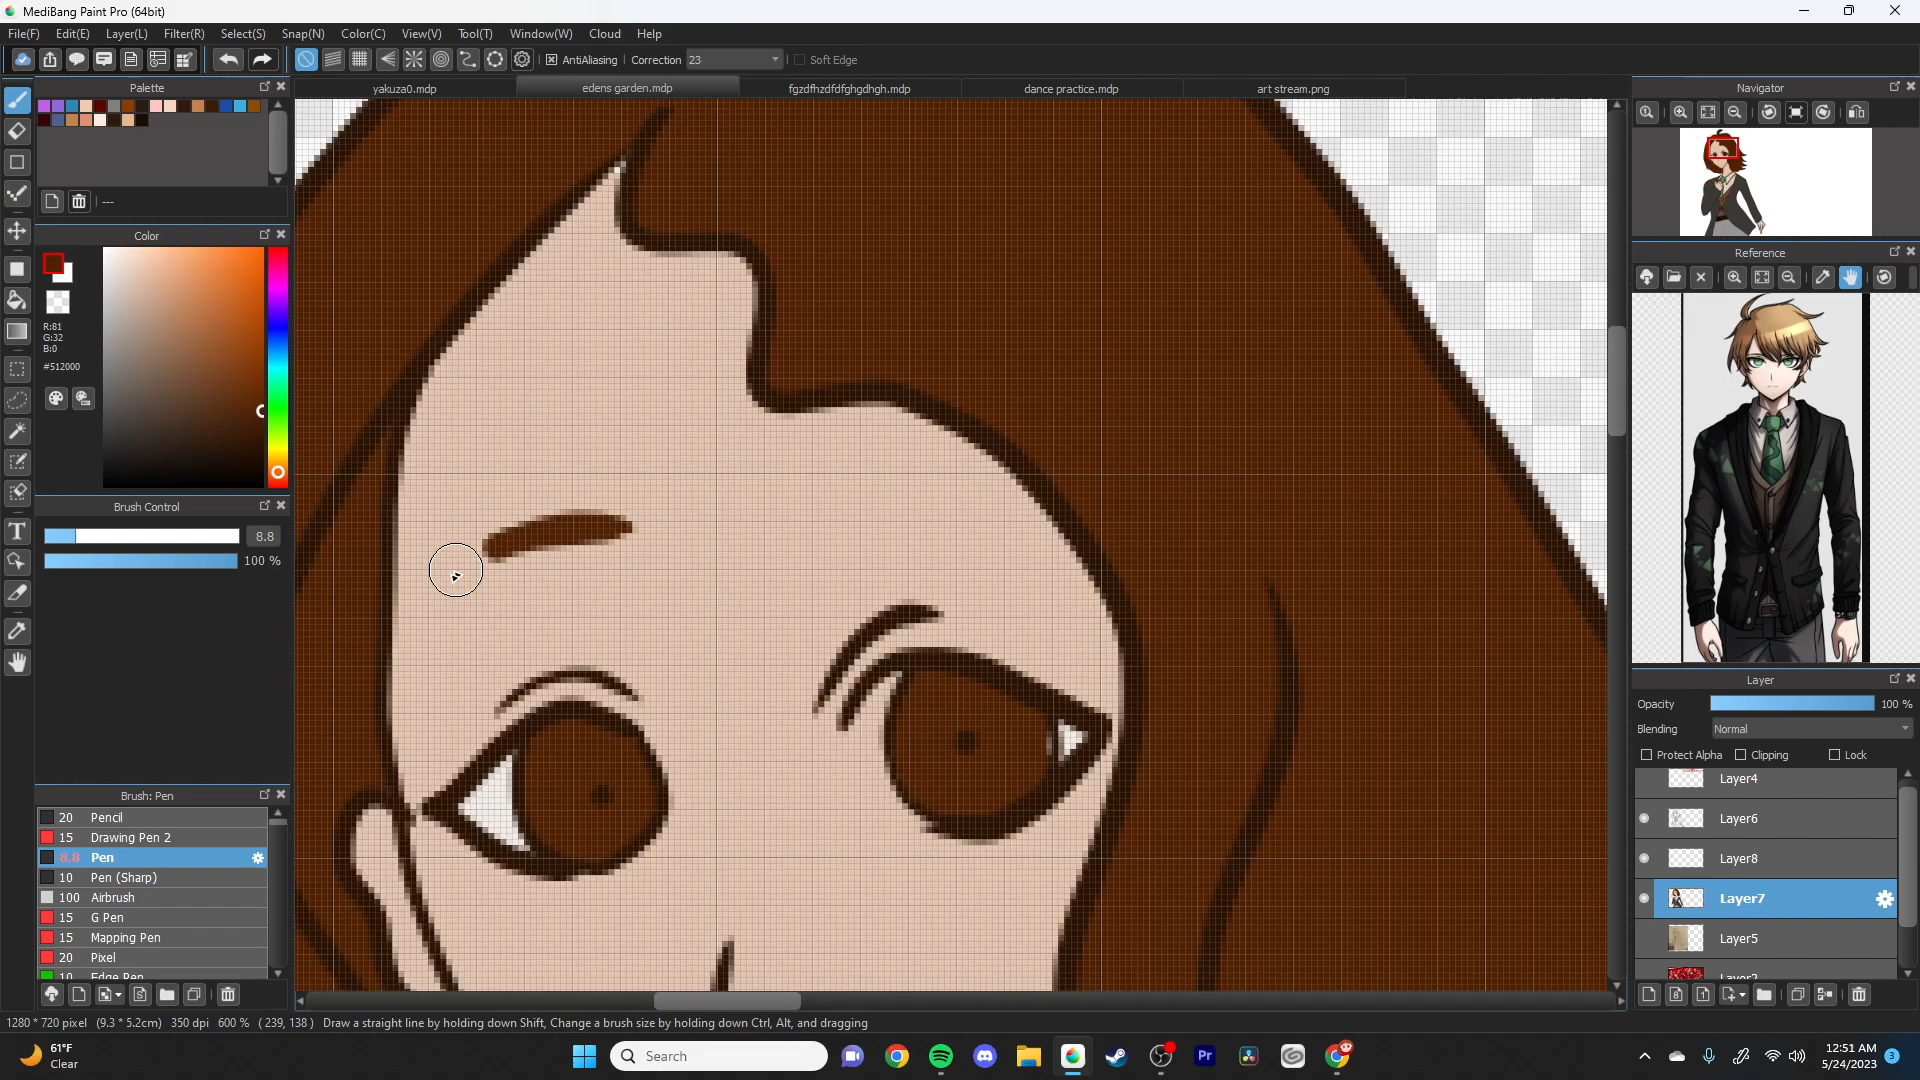 MediBang Paint Pro (64bit)
File(F) Edit(E) Layer(L) Filter(R) Select(S) Snap(N) Color(C) View(V) Tool(T) Window(W) Cloud Help
AntiAliasing Correction 23 Soft Edge
Palette
yakuza0.mdp edens garden.mdp fgzdfhzdfdfghgdhgh.mdp dance practice.mdp art stream.png
Navigator
---
Color
R:81
G:32
B:0
#512000
Reference
Brush Control
8.8
100 %
Layer
Opacity 100 %
Blending Normal
Protect Alpha Clipping Lock
Layer4
Layer6
Layer8
Layer7
Layer5
Layer2
Brush: Pen
20 Pencil
15 Drawing Pen 2
8.8 Pen
10 Pen (Sharp)
100 Airbrush
15 G Pen
15 Mapping Pen
20 Pixel
10 Edge Pen
1280 * 720 pixel (9.3 * 5.2cm) 350 dpi 600 % ( 239, 138 ) Draw a straight line by holding down Shift, Change a brush size by holding down Ctrl, Alt, and dragging
61°F
Clear
Search
Pr
12:51 AM
5/24/2023
3